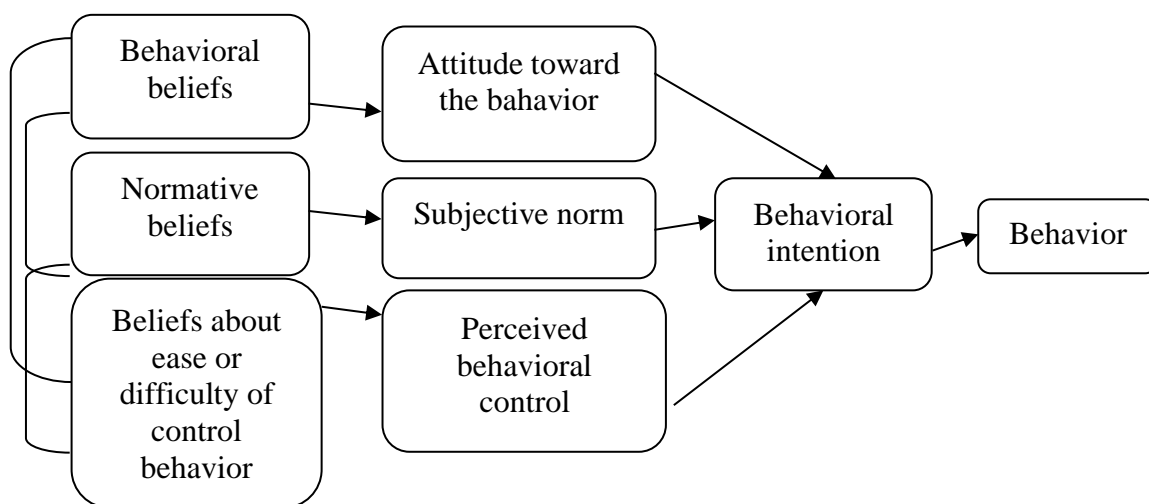 Behavioral
beliefs
Attitude toward
the bahavior
Normative
beliefs
Subjective norm
Behavioral
intention
Behavior
Beliefs about
ease or
difficulty of
control
behavior
Perceived
behavioral
control